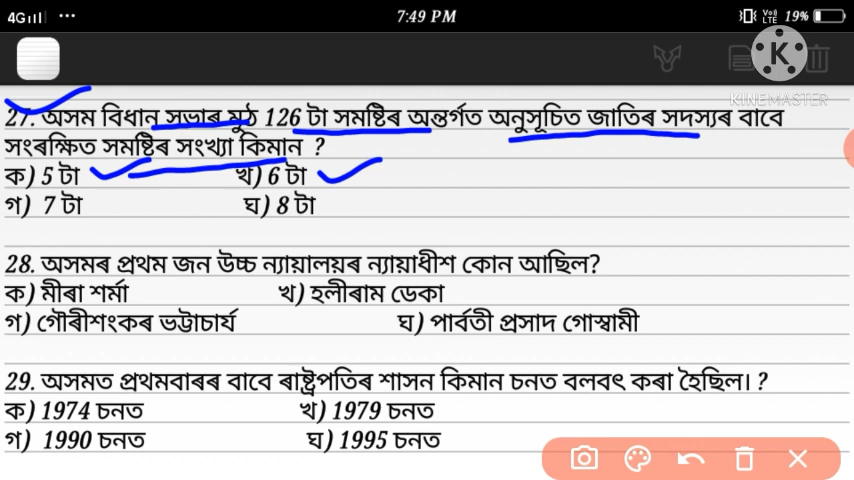 4G 7:49 PM Vo) LTE 19%
K
KINEMASTER
27. অসম বিধান সভাৰ মুঠ 126 টা সমষ্টিৰ অন্তৰ্গত অনুসূচিত জাতিৰ সদস্যৰ বাবে
সংৰক্ষিত সমষ্টিৰ সংখ্যা কিমান ?
ক) 5 টা খ) 6 টা
গ) 7 টা ঘ) 8 টা
28. অসমৰ প্ৰথম জন উচ্চ ন্যায়ালয়ৰ ন্যায়াধীশ কোন আছিল?
ক) মীৰা শৰ্মা খ) হলীৰাম ডেকা
গ) গৌৰীশংকৰ ভট্টাচাৰ্য ঘ) পাৰ্বতী প্ৰসাদ গোস্বামী
29. অসমত প্ৰথমবাৰৰ বাবে ৰাষ্ট্ৰপতিৰ শাসন কিমান চনত বলবৎ কৰা হৈছিল। ?
ক) 1974 চনত খ) 1979 চনত
গ) 1990 চনত ঘ) 1995 চনত